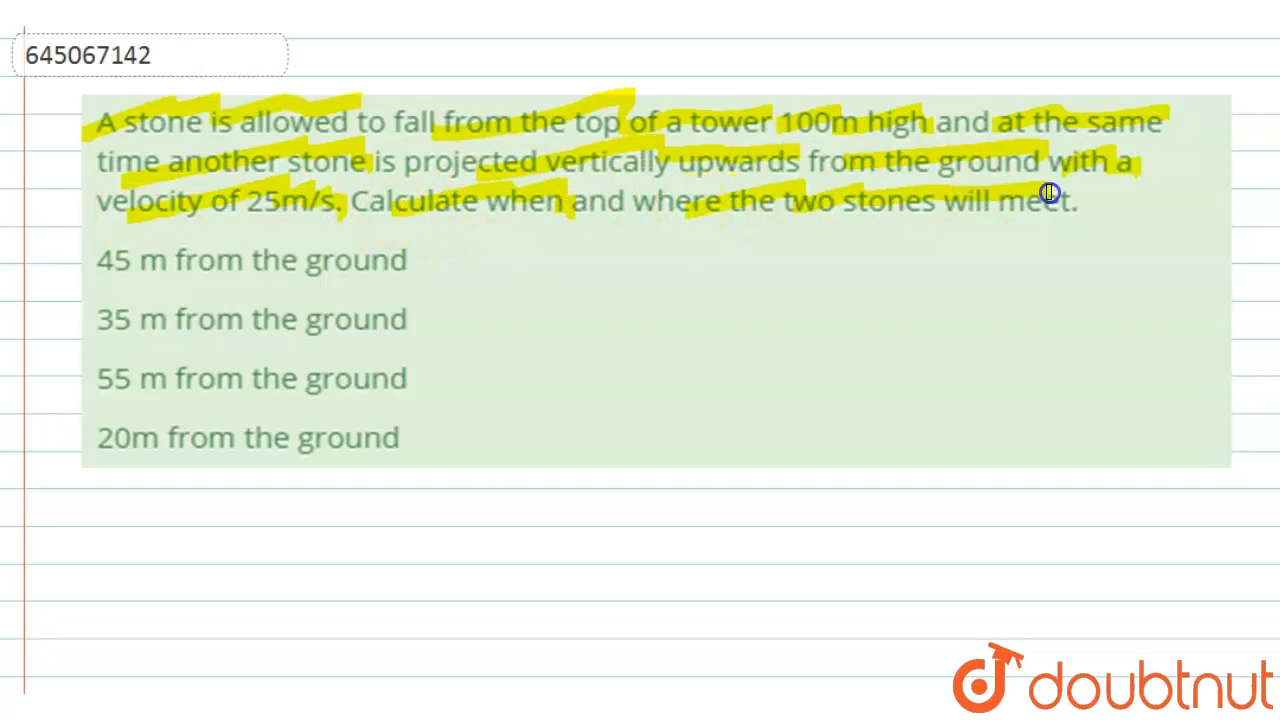 645067142
A stone is allowed to fall from the top of a tower 100m high and at the same
time another stone is projected vertically upwards from the ground with a
velocity of 25m/s. Calculate when and where the two stones will meet.
45 m from the ground
35 m from the ground
55 m from the ground
20m from the ground
doubtnut